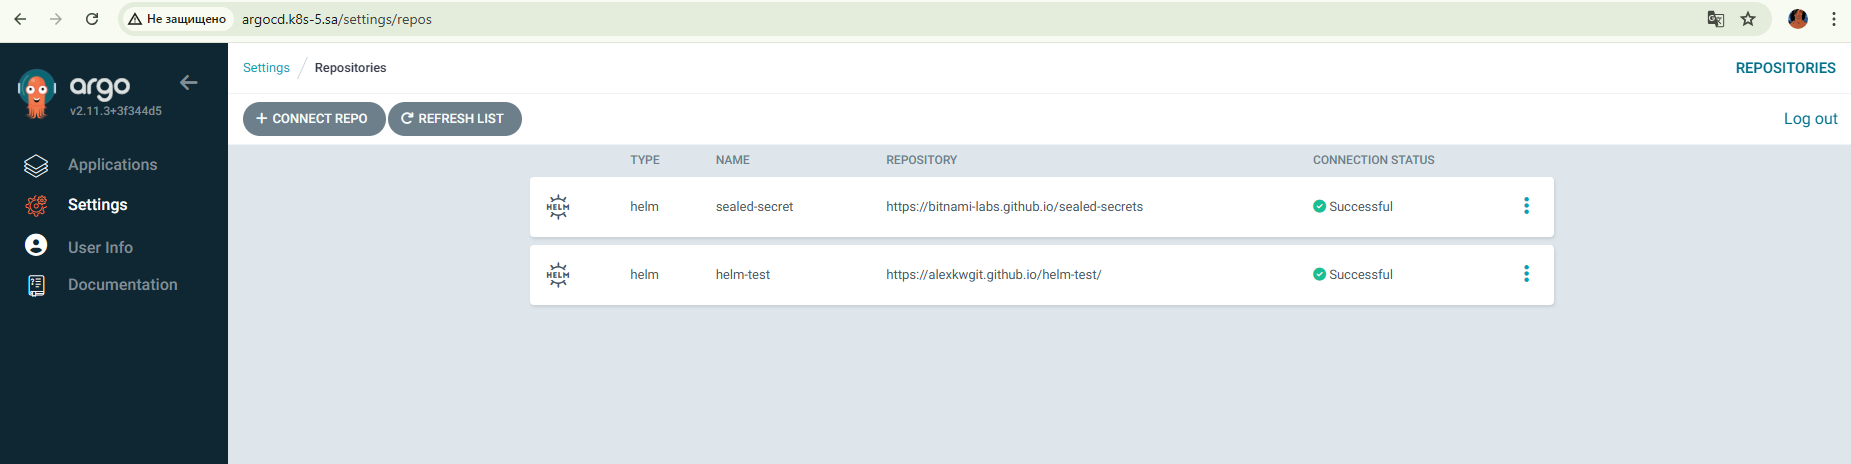 Не защищено argocd.k8s-5.sa/settings/repos
argo
v2.11.3+3f344d5
Applications
Settings
User Info
Documentation
Settings / Repositories
REPOSITORIES
+ CONNECT REPO
REFRESH LIST
Log out
TYPE NAME REPOSITORY CONNECTION STATUS
HELM helm sealed-secret https://bitnami-labs.github.io/sealed-secrets Successful
HELM helm helm-test https://alexkwgit.github.io/helm-test/ Successful